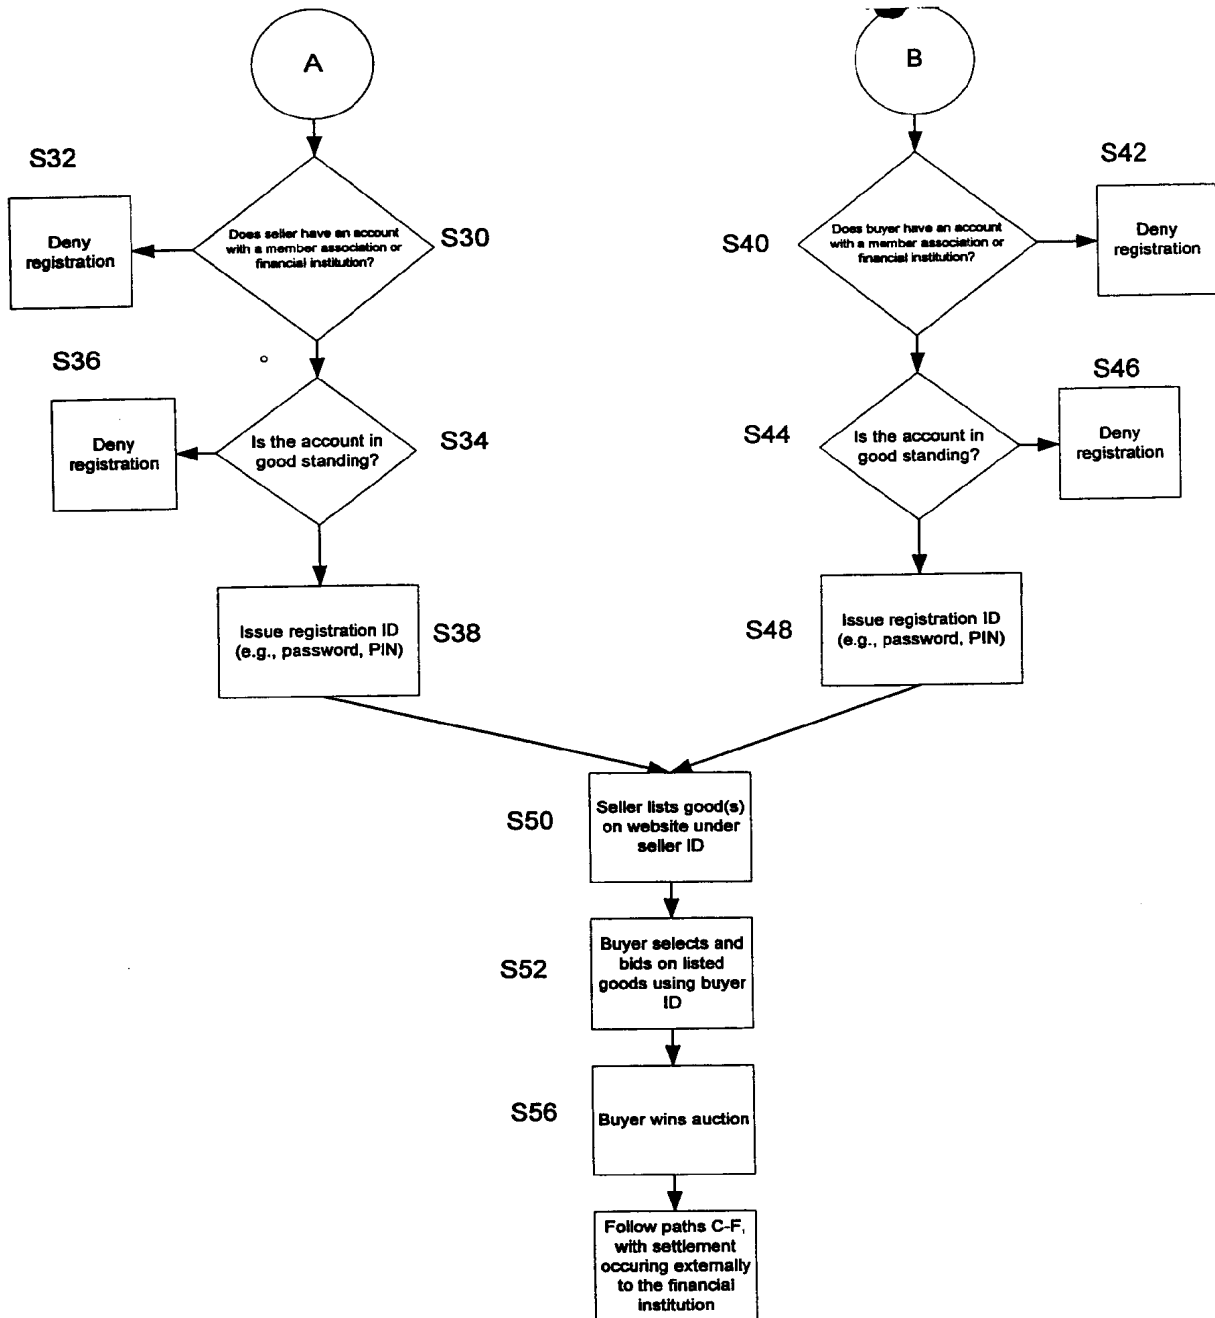 A
B
S32
S42
Deny
registration
Does seller have an account
with a member association or
financial institution?
S30
S40
Does buyer have an account
with a member association or
financial institution?
Deny
registration
S36
S46
Deny
registration
Is the account in
good standing?
S34
S44
Is the account in
good standing?
Deny
registration
Issue registration ID
(e.g., password, PIN)
S38
S48
Issue registration ID
(e.g., password, PIN)
S50
Seller lists good(s)
on website under
seller ID
S52
Buyer selects and
bids on listed
goods using buyer
ID
S56
Buyer wins auction
Follow paths C-F,
with settlement
occuring externally
to the financial
institution